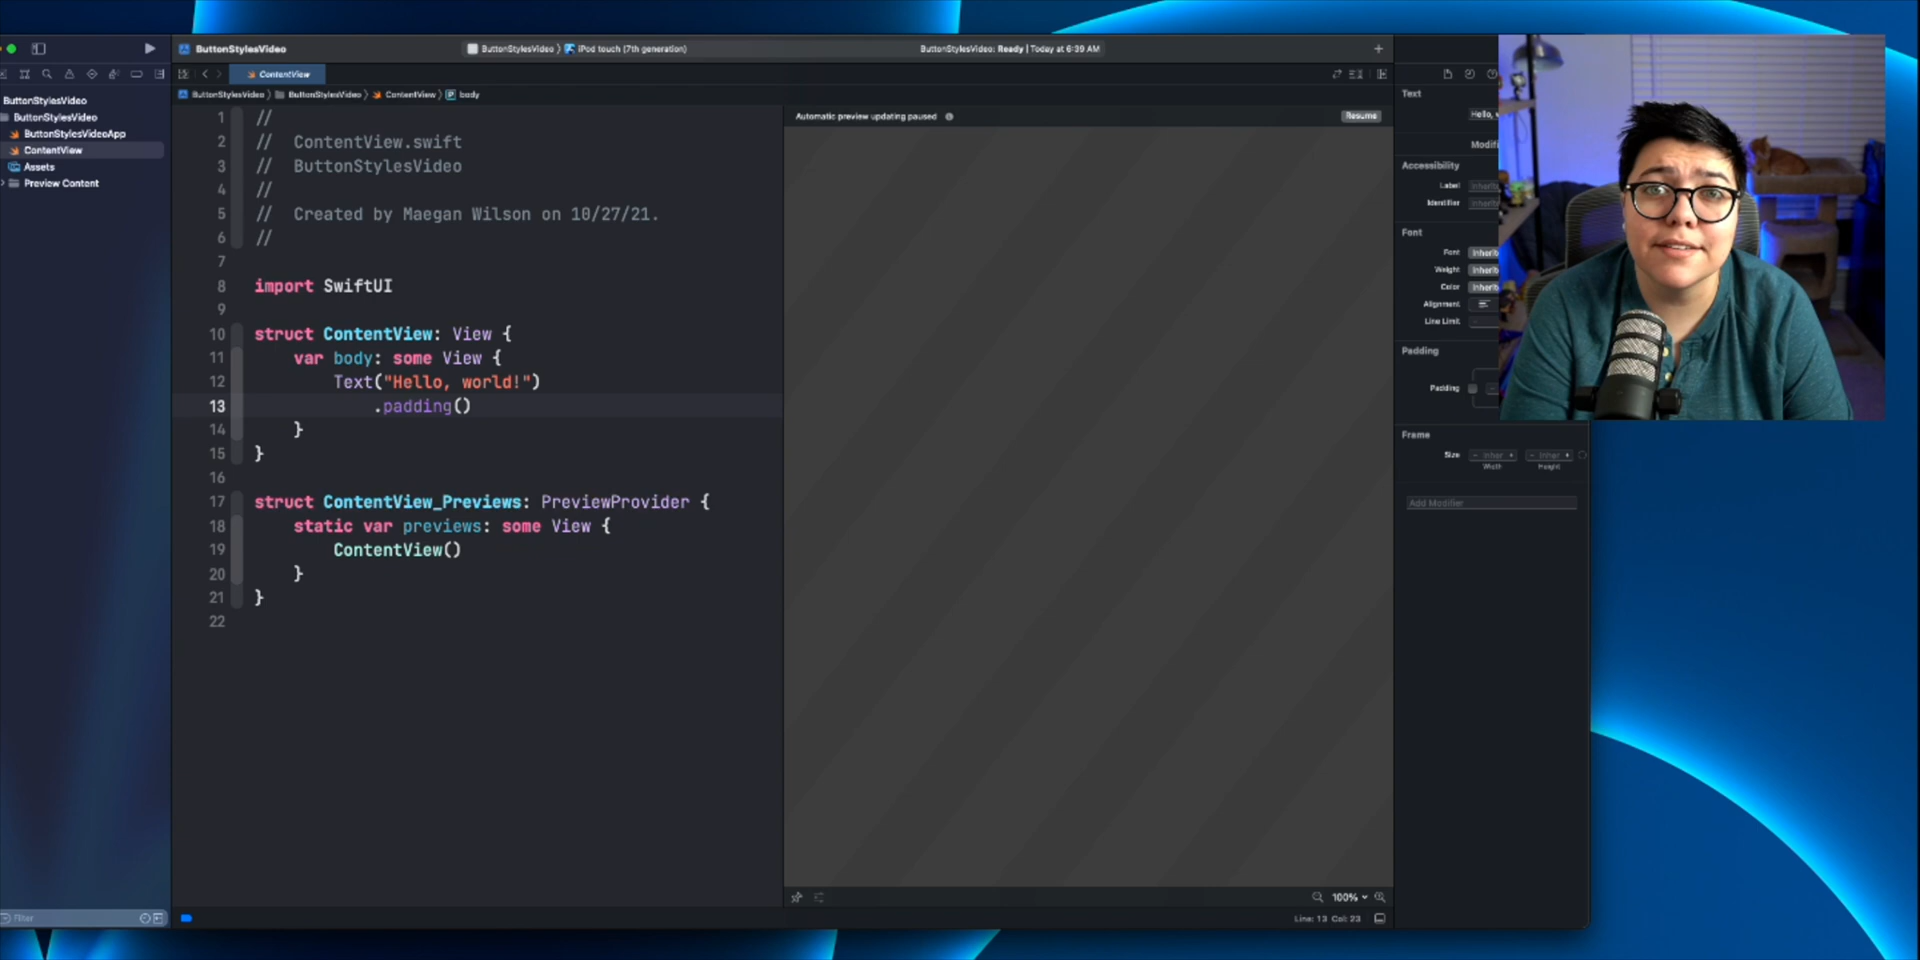 ButtonStylesVideo
ButtonStylesVideo
ButtonStylesVideoApp
ContentView
Assets
Preview Content
Filter
ButtonStylesVideo
ButtonStylesVideo
iPod touch (7th generation)
ButtonStylesVideo: Ready | Today at 6:39 AM
ContentView
ButtonStylesVideo
ButtonStylesVideo
ContentView
body
1 //
2 // ContentView.swift
3 // ButtonStylesVideo
4 //
5 // Created by Maegan Wilson on 10/27/21.
6 //
7
8 import SwiftUI
9
10 struct ContentView: View {
11 var body: some View {
12 Text("Hello, world!")
13 .padding()
14 }
15 }
16
17 struct ContentView_Previews: PreviewProvider {
18 static var previews: some View {
19 ContentView()
20 }
21 }
22
Automatic preview updating paused
Resume
100%
Line: 13 Col: 23
Text
Hello,
Accessibility
Label
Identifier
Font
Font
Weight
Color
Alignment
Line Limit
Padding
Padding
Frame
Size
Width
Height
Add Modifier